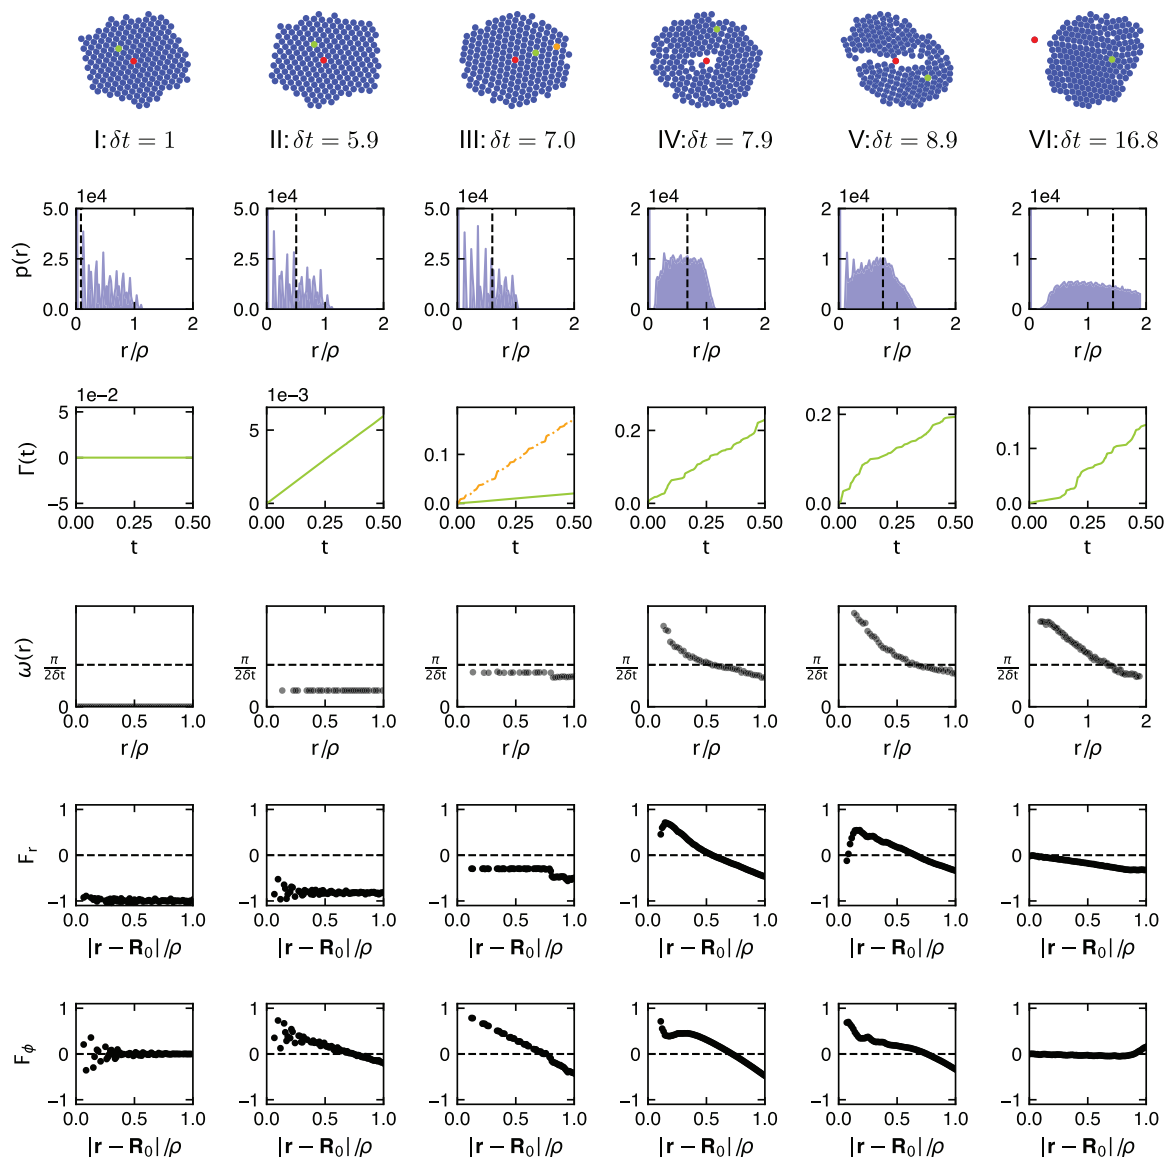 I: δt = 1 II: δt = 5.9 III: δt = 7.0 IV: δt = 7.9 V: δt = 8.9 VI: δt = 16.8
1e4 1e4 1e4 1e4 1e4 1e4
5.0 5.0 5.0 2 2 2
p(r) 2.5 2.5 2.5 1 1 1
0.0 0.0 0.0 0 0 0
0 1 2 0 1 2 0 1 2 0 1 2 0 1 2 0 1 2
r/ρ r/ρ r/ρ r/ρ r/ρ r/ρ
1e−2 1e−3
5 5 0.1 0.2 0.2 0.1
Γ(t) 0
−5 0 0.0 0.0 0.0 0.0
0.00 0.25 0.50 0.00 0.25 0.50 0.00 0.25 0.50 0.00 0.25 0.50 0.00 0.25 0.50 0.00 0.25 0.50
t t t t t t
ω(r) π/2δt π/2δt π/2δt π/2δt π/2δt π/2δt
0 0 0 0 0 0
0.0 0.5 1.0 0.0 0.5 1.0 0.0 0.5 1.0 0.0 0.5 1.0 0.0 0.5 1.0 0 1 2
r/ρ r/ρ r/ρ r/ρ r/ρ r/ρ
1 1 1 1 1 1
F_r 0 0 0 0 0 0
−1 −1 −1 −1 −1 −1
0.0 0.5 1.0 0.0 0.5 1.0 0.0 0.5 1.0 0.0 0.5 1.0 0.0 0.5 1.0 0.0 0.5 1.0
|r − R₀|/ρ |r − R₀|/ρ |r − R₀|/ρ |r − R₀|/ρ |r − R₀|/ρ |r − R₀|/ρ
1 1 1 1 1 1
F_ϕ 0 0 0 0 0 0
−1 −1 −1 −1 −1 −1
0.0 0.5 1.0 0.0 0.5 1.0 0.0 0.5 1.0 0.0 0.5 1.0 0.0 0.5 1.0 0.0 0.5 1.0
|r − R₀|/ρ |r − R₀|/ρ |r − R₀|/ρ |r − R₀|/ρ |r − R₀|/ρ |r − R₀|/ρ